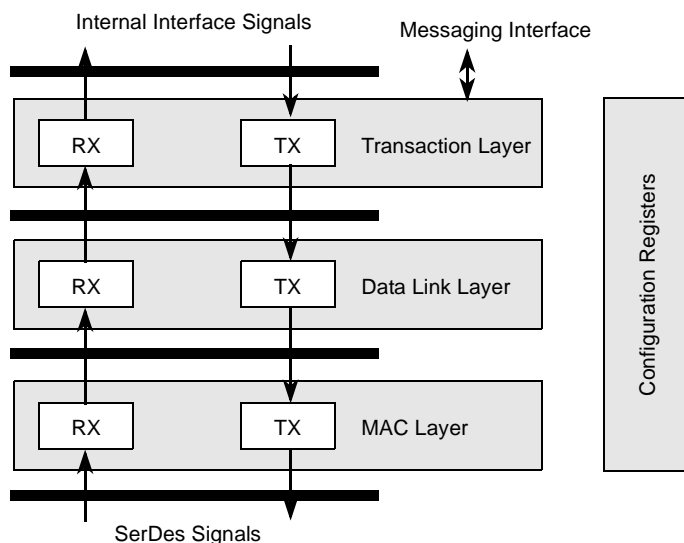 Internal Interface Signals
Messaging Interface
RX
TX
Transaction Layer
RX
TX
Data Link Layer
RX
TX
MAC Layer
SerDes Signals
Configuration Registers